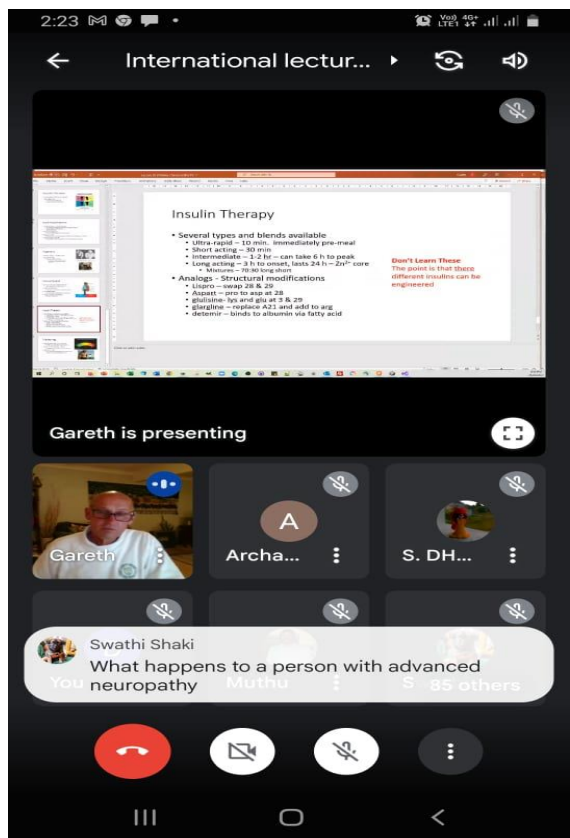 2:23
Voo) 4G+
LTE1
International lectur...
Insulin Therapy
• Several types and blends available
• Ultra-rapid – 10 min. immediately pre-meal
• Short acting – 30 min
• Intermediate – 1-2 hr – can take 6 h to peak
• Long acting – 3 h to onset, lasts 24 h – Zn²⁺ core
• Mixtures – 70:30 long short
• Analogs - Structural modifications
• Lispro – swap 28 & 29
• Aspart – pro to asp at 28
• glulisine- lys and glu at 3 & 29
• glargline – replace A21 and add to arg
• detemir – binds to albumin via fatty acid
Don't Learn These
The point is that there
different insulins can be
engineered
Gareth is presenting
Gareth
A
Archa...
S. DH...
Swathi Shaki
What happens to a person with advanced
neuropathy
You
Muthu
S
85 others